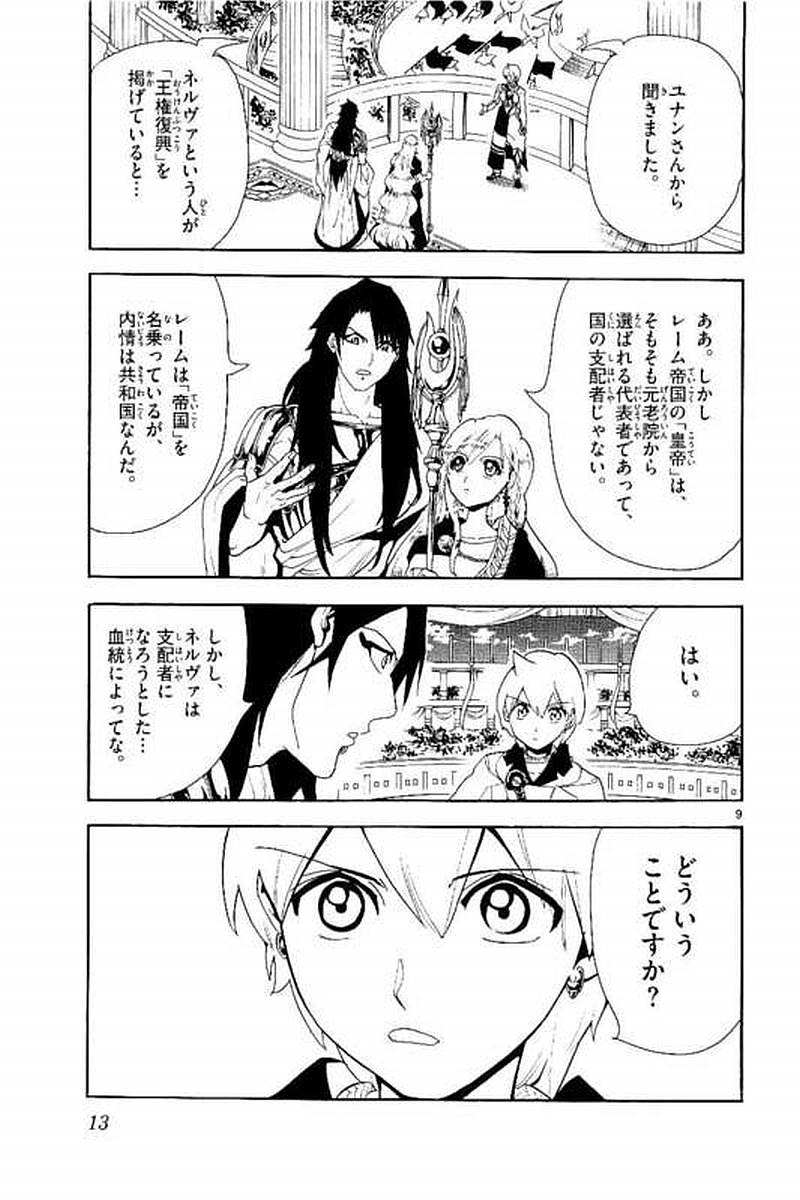 ユナンさんから
聞きました。
ネルヴァという人が
「王権復興」を
掲げていると…
ああ。しかし
レーム帝国の「皇帝」は、
そもそも元老院から
選ばれる代表者であって、
国の支配者じゃない。
レームは「帝国」を
名乗っているが、
内情は共和国なんだ。
はい。
しかし、
ネルヴァは
支配者に
なろうとした…
血統によってな。
9
どういう
ことですか?
13